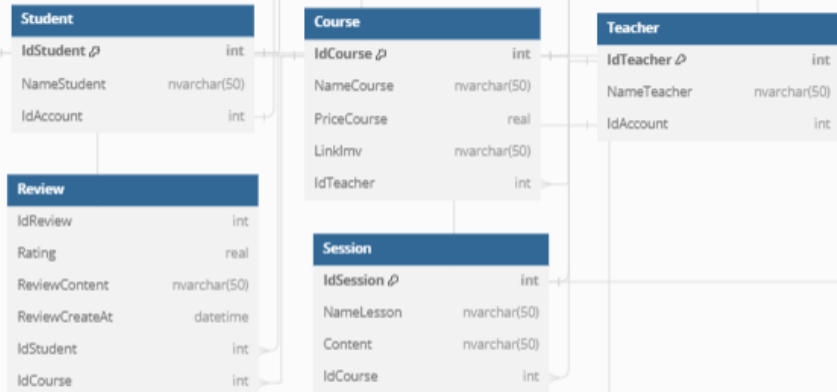 Student
IdStudent int
NameStudent nvarchar(50)
IdAccount int
Course
IdCourse int
NameCourse nvarchar(50)
PriceCourse real
LinkImv nvarchar(50)
IdTeacher int
Teacher
IdTeacher int
NameTeacher nvarchar(50)
IdAccount int
Review
IdReview int
Rating real
ReviewContent nvarchar(50)
ReviewCreateAt datetime
IdStudent int
IdCourse int
Session
IdSession int
NameLesson nvarchar(50)
Content nvarchar(50)
IdCourse int